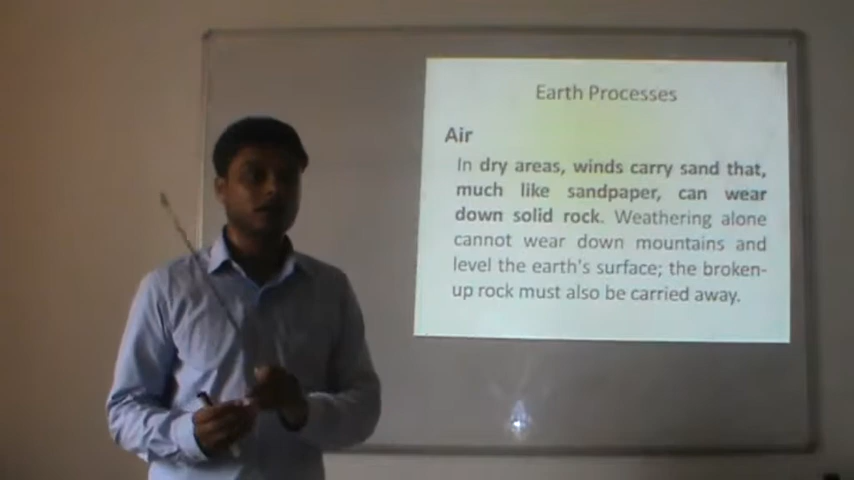 Earth Processes
Air
In dry areas, winds carry sand that,
much like sandpaper, can wear
down solid rock. Weathering alone
cannot wear down mountains and
level the earth's surface; the broken-
up rock must also be carried away.